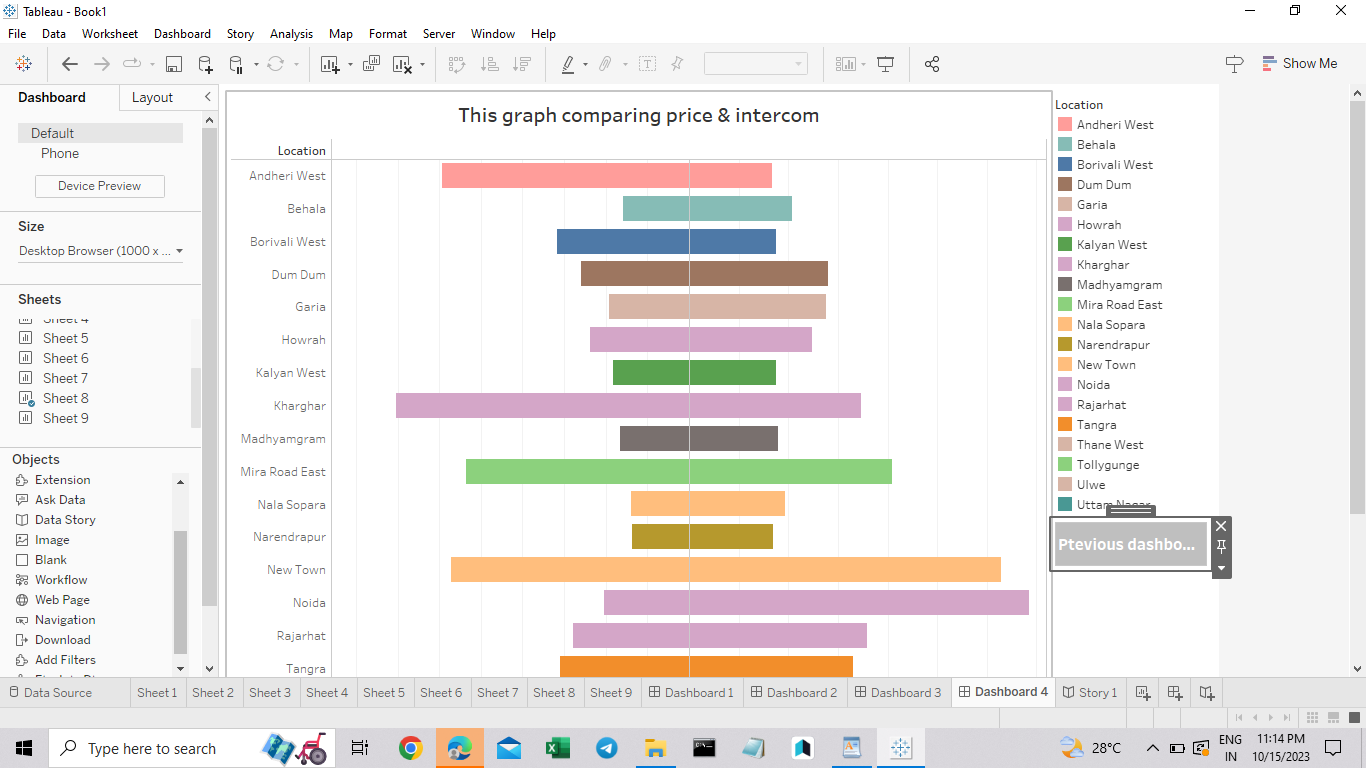 Tableau - Book1
File Data Worksheet Dashboard Story Analysis Map Format Server Window Help
Show Me
Dashboard Layout
Default
Phone
Device Preview
Size
Desktop Browser (1000 x ...
Sheets
Sheet 4
Sheet 5
Sheet 6
Sheet 7
Sheet 8
Sheet 9
Objects
Extension
Ask Data
Data Story
Image
Blank
Workflow
Web Page
Navigation
Download
Add Filters
This graph comparing price & intercom
Location
Andheri West
Behala
Borivali West
Dum Dum
Garia
Howrah
Kalyan West
Kharghar
Madhyamgram
Mira Road East
Nala Sopara
Narendrapur
New Town
Noida
Rajarhat
Tangra
Location
Andheri West
Behala
Borivali West
Dum Dum
Garia
Howrah
Kalyan West
Kharghar
Madhyamgram
Mira Road East
Nala Sopara
Narendrapur
New Town
Noida
Rajarhat
Tangra
Thane West
Tollygunge
Ulwe
Uttam Nagar
Ptevious dashbo...
Data Source Sheet 1 Sheet 2 Sheet 3 Sheet 4 Sheet 5 Sheet 6 Sheet 7 Sheet 8 Sheet 9 Dashboard 1 Dashboard 2 Dashboard 3 Dashboard 4 Story 1
Type here to search
28°C
ENG
IN
11:14 PM
10/15/2023